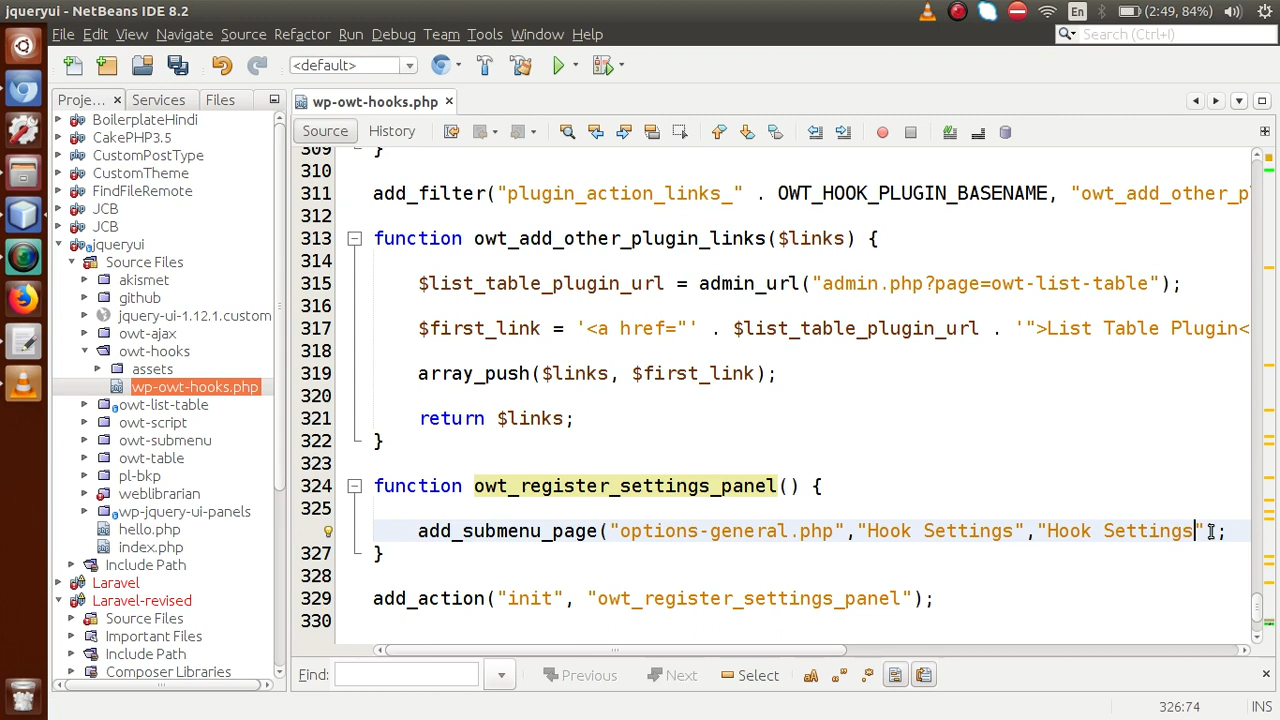 jqueryui - NetBeans IDE 8.2
En
(2:49, 84%)
File Edit View Navigate Source Refactor Run Debug Team Tools Window Help
Search (Ctrl+I)
<default>
Proje... Services Files
wp-owt-hooks.php
Source History
BoilerplateHindi
CakePHP3.5
CustomPostType
CustomTheme
FindFileRemote
JCB
JCB
jqueryui
Source Files
akismet
github
jquery-ui-1.12.1.custom
owt-ajax
owt-hooks
assets
wp-owt-hooks.php
owt-list-table
owt-script
owt-submenu
owt-table
pl-bkp
weblibrarian
wp-jquery-ui-panels
hello.php
index.php
Include Path
Laravel
Laravel-revised
Source Files
Important Files
Include Path
Composer Libraries
309 }
310
311 add_filter("plugin_action_links_" . OWT_HOOK_PLUGIN_BASENAME, "owt_add_other_pl
312
313 function owt_add_other_plugin_links($links) {
314
315 $list_table_plugin_url = admin_url("admin.php?page=owt-list-table");
316
317 $first_link = '<a href="' . $list_table_plugin_url . '">List Table Plugin<
318
319 array_push($links, $first_link);
320
321 return $links;
322 }
323
324 function owt_register_settings_panel() {
325
add_submenu_page("options-general.php","Hook Settings","Hook Settings");
327 }
328
329 add_action("init", "owt_register_settings_panel");
330
Find: Previous Next Select
326:74 INS